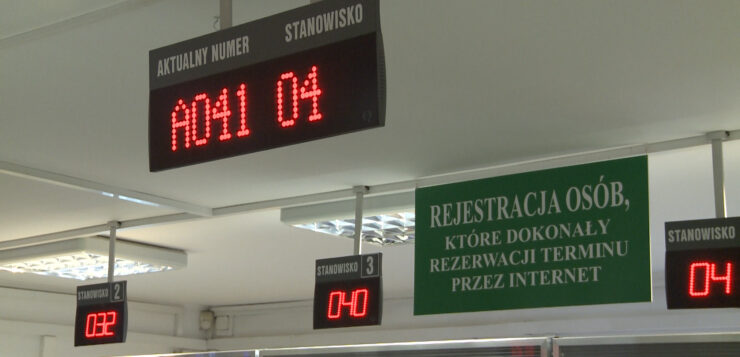 AKTUALNY NUMER STANOWISKO
A041 04
REJESTRACJA OSÓB,
KTÓRE DOKONAŁY
REZERWACJI TERMINU
PRZEZ INTERNET
STANOWISKO 2
032
STANOWISKO 3
040
STANOWISKO
04